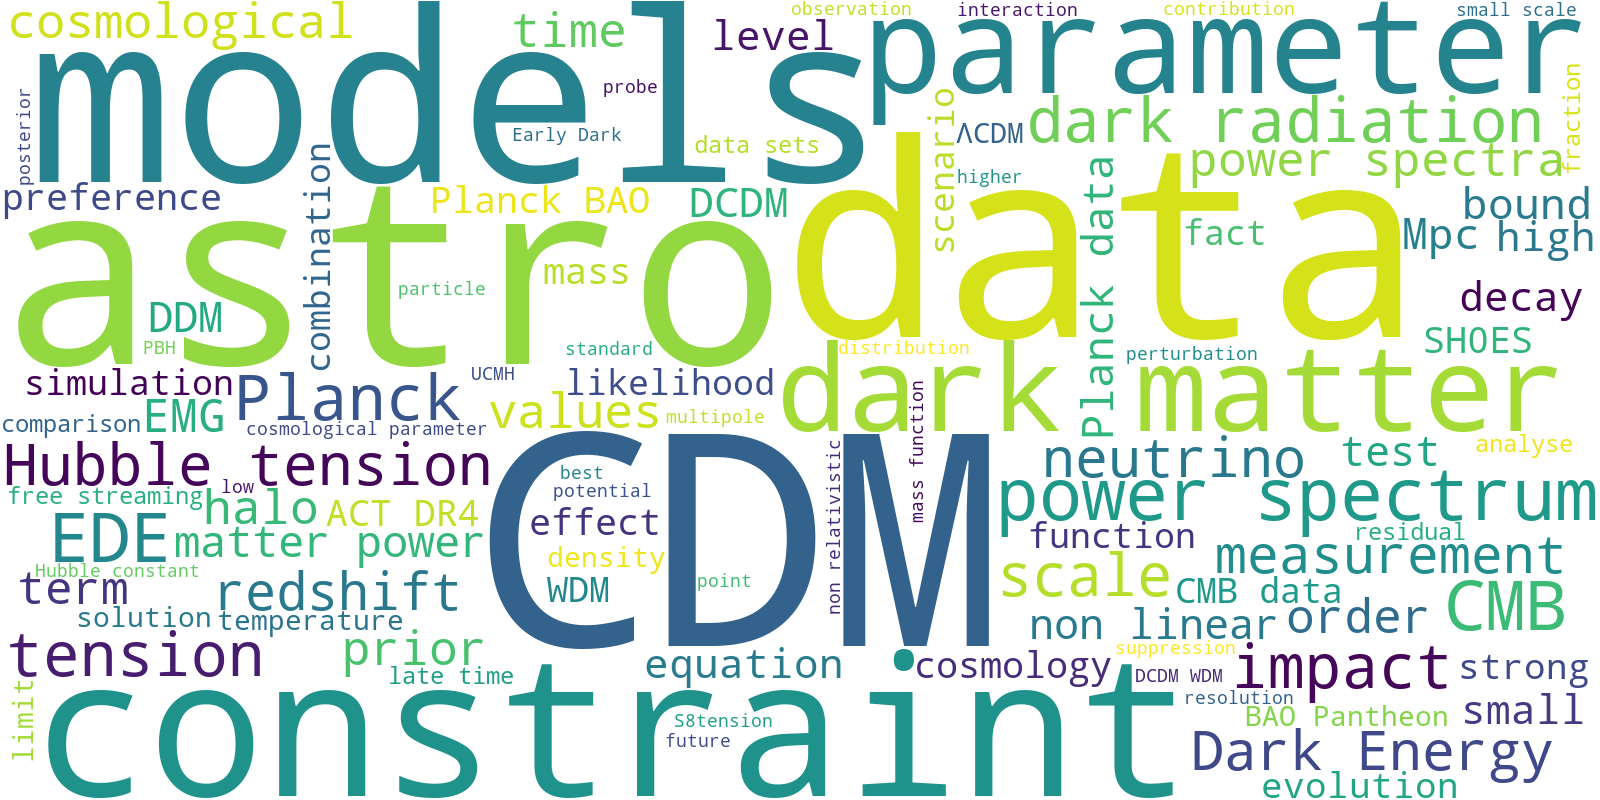 cosmological
time
observation
interaction
contribution
small scale
level
models
parameter
probe
Early Dark
data sets
posterior
scenario
ΛCDM
dark radiation
fraction
power spectra
higher
preference
combination
Planck BAO
DCDM
Planck data
bound
fact
Mpc
high
astro
data
mass
particle
decay
DDM
PBH
standard
distribution
perturbation
SH0ES
simulation
Planck
UCMH
likelihood
dark matter
comparison
EMG
cosmological parameter
values
multipole
mass function
Hubble tension
CDM
non relativistic
neutrino
test
analyse
best
potential
free streaming
low
halo
ACT DR4
effect
power spectrum
EDE
matter power
function
residual
measurement
density
Hubble constant
term
redshift
WDM
point
scale
CMB data
CMB
solution
temperature
non linear
order
tension
prior
late time
equation
cosmology
suppression
DCDM WDM
impact
strong
limit
constraint
resolution
S8tension
future
BAO Pantheon
small
Dark Energy
evolution